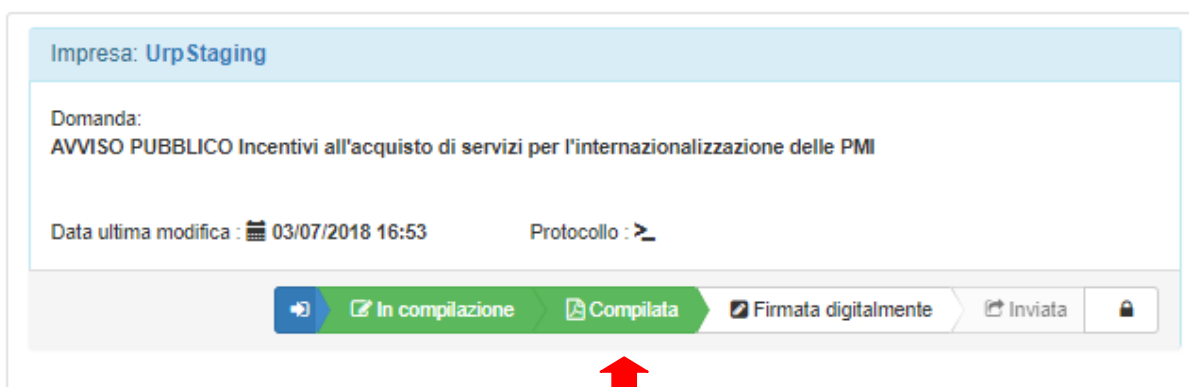 Impresa: UrpStaging
Domanda:
AVVISO PUBBLICO Incentivi all'acquisto di servizi per l'internazionalizzazione delle PMI
Data ultima modifica : 03/07/2018 16:53 Protocollo :
In compilazione Compilata Firmata digitalmente Inviata